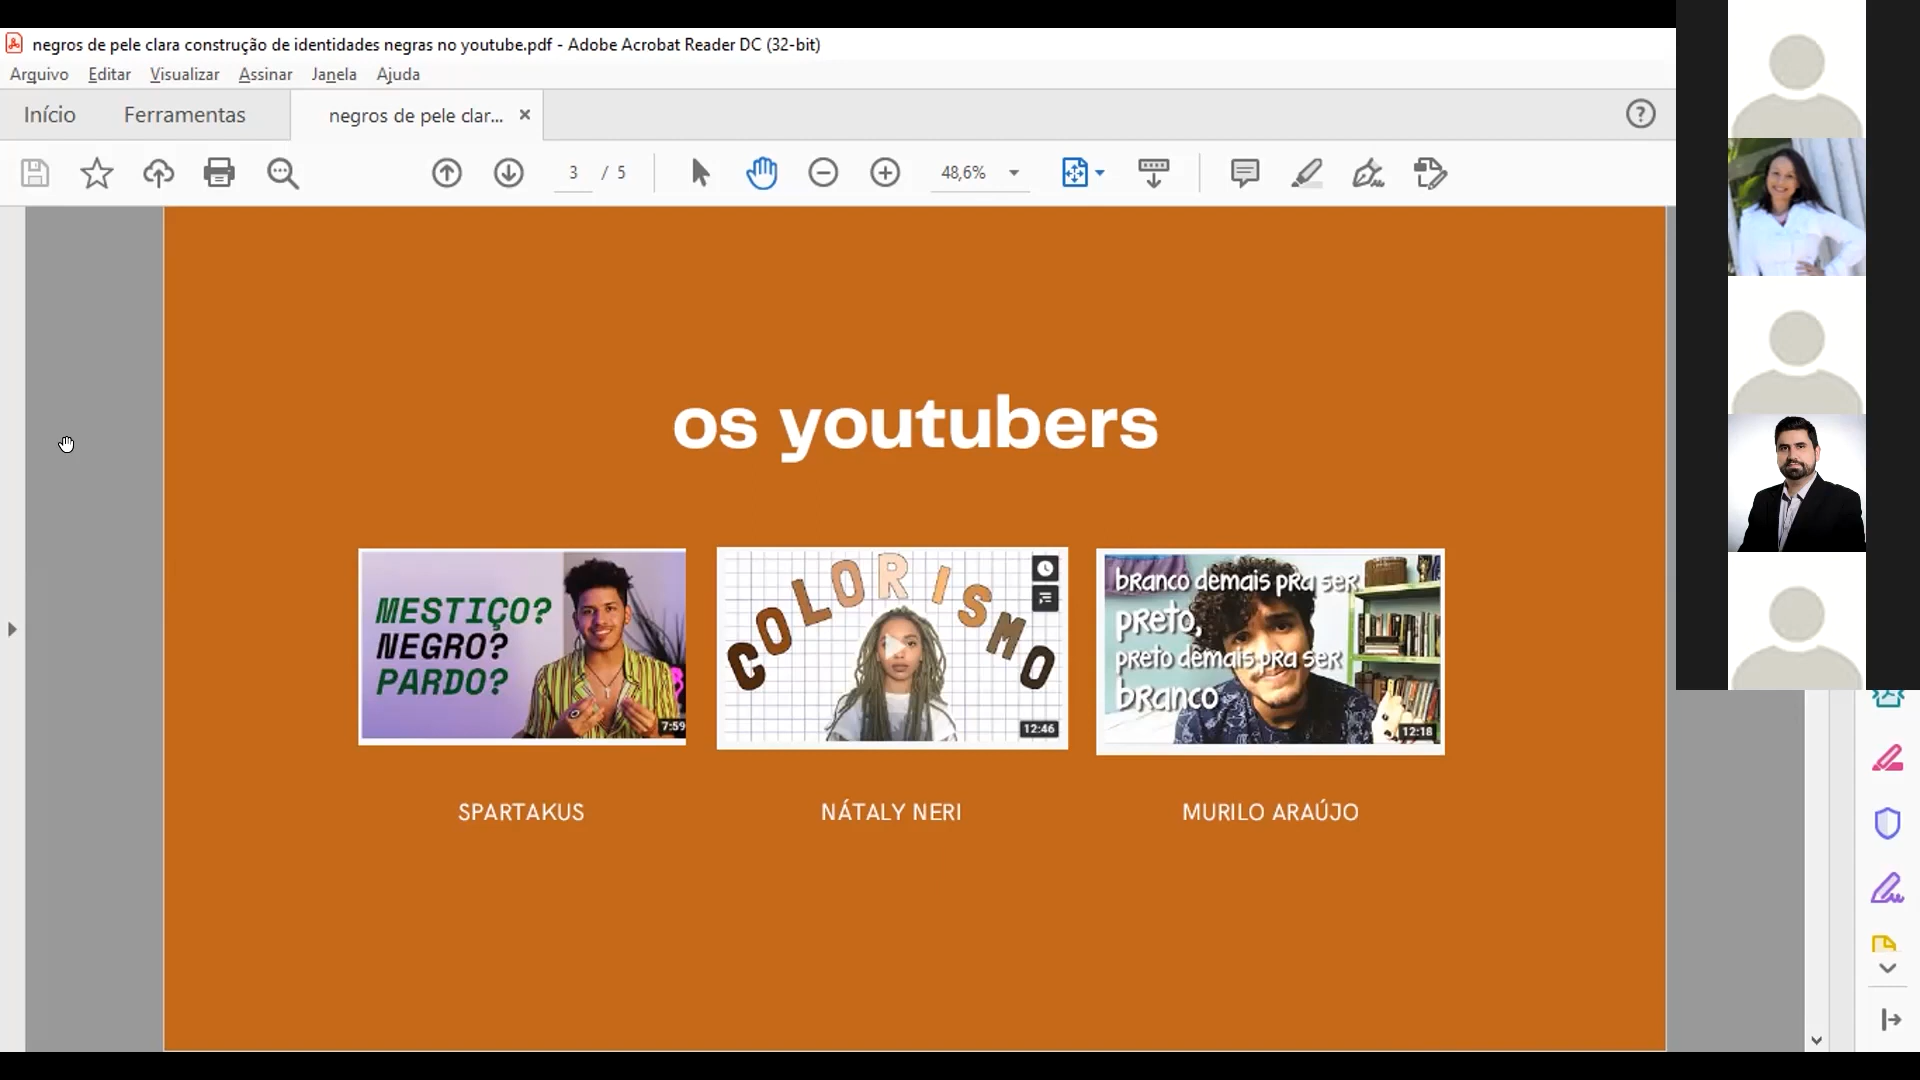 negros de pele clara construção de identidades negras no youtube.pdf - Adobe Acrobat Reader DC (32-bit)
Arquivo Editar Visualizar Assinar Janela Ajuda
Início Ferramentas negros de pele clar... ×
3 / 5 48,6%
os youtubers
MESTIÇO?
NEGRO?
PARDO?
7:59
COLORISMO
12:46
branco demais pra ser
preto,
preto demais pra ser
branco
12:18
SPARTAKUS
NÁTALY NERI
MURILO ARAÚJO